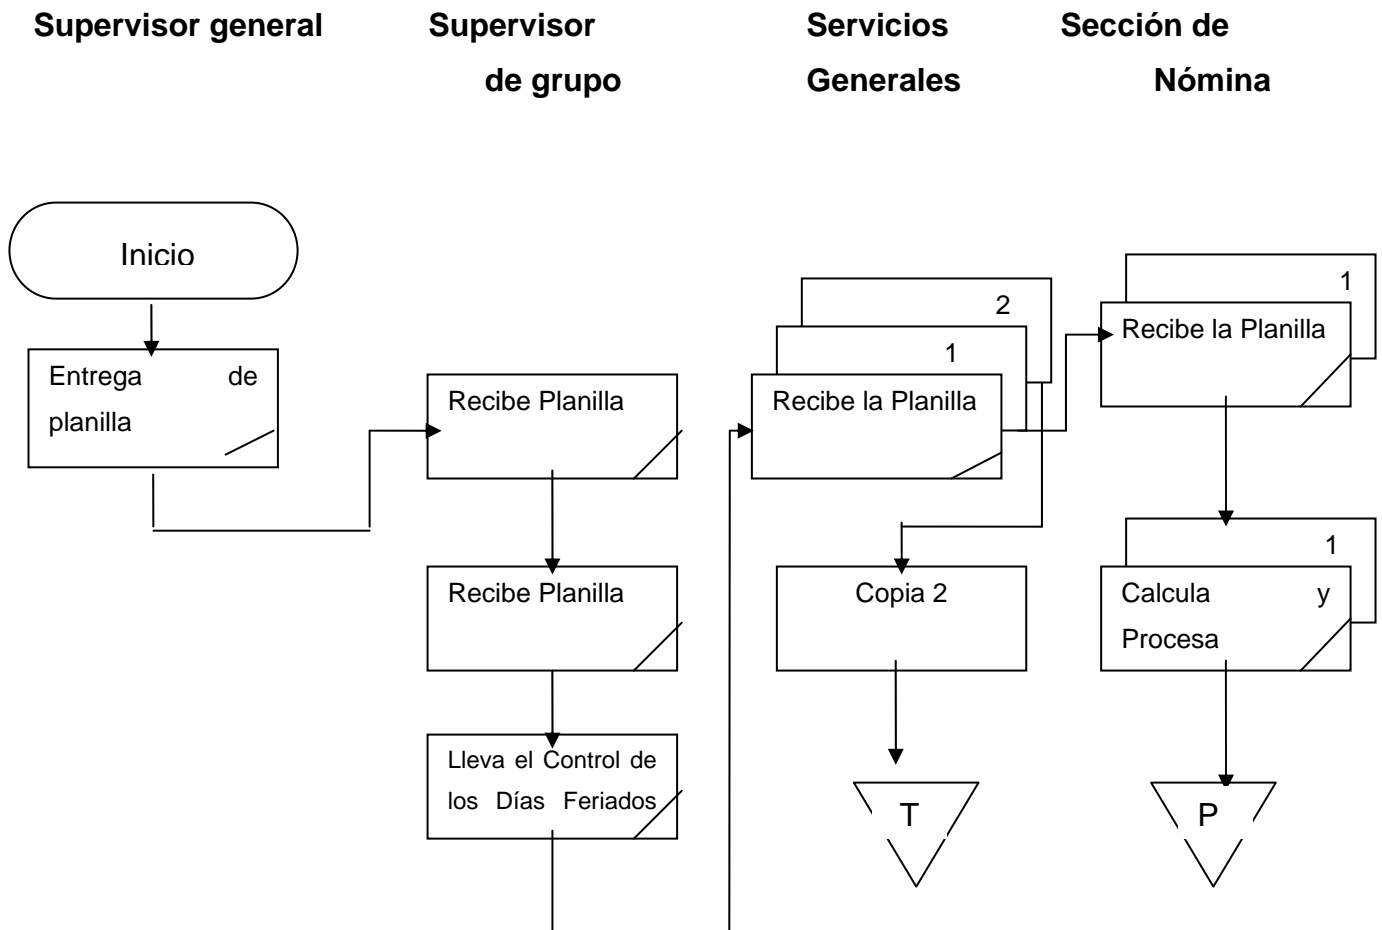 Supervisor general
Supervisor
de grupo
Servicios
Generales
Sección de
Nómina
Inicio
Entrega de
planilla
Recibe Planilla
Recibe Planilla
Lleva el Control de
los Días Feriados
2
1
Recibe la Planilla
Copia 2
T
1
Recibe la Planilla
1
Calcula y
Procesa
P